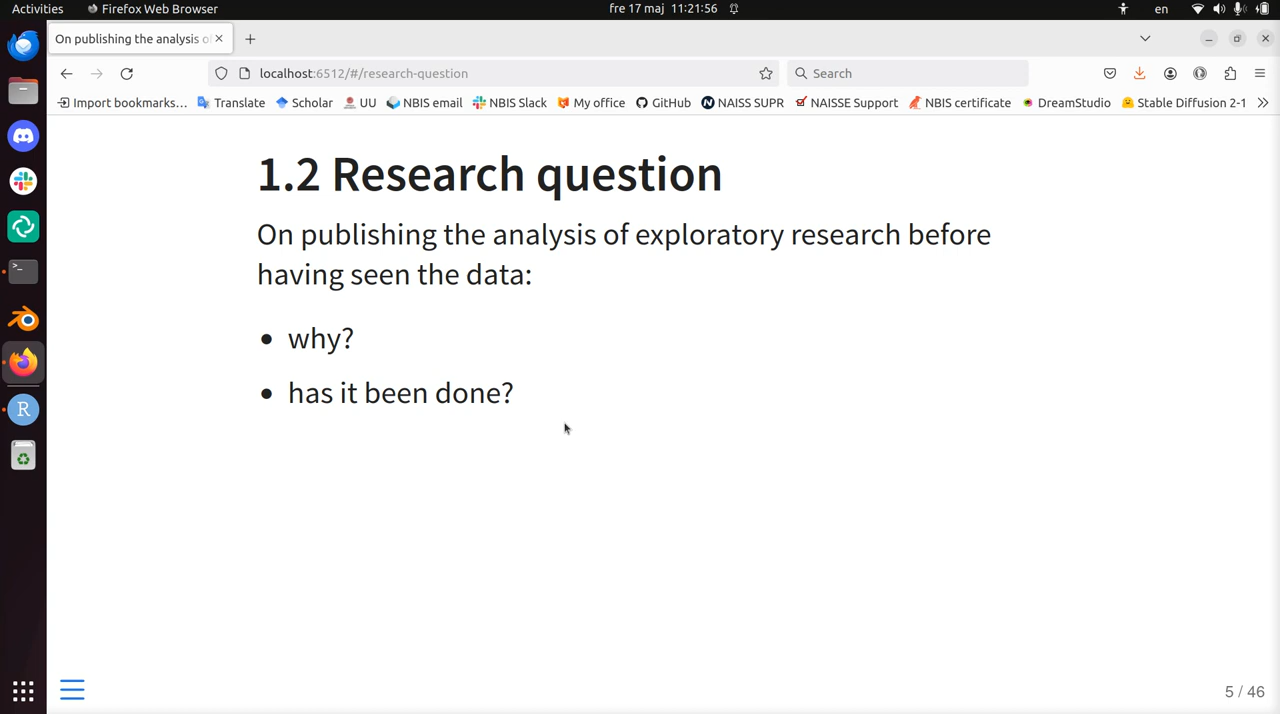 Activities Firefox Web Browser fre 17 maj 11:21:56 en
On publishing the analysis o
localhost:6512/#/research-question Search
Import bookmarks... Translate Scholar UU NBIS email NBIS Slack My office GitHub NAISS SUPR NAISSE Support NBIS certificate DreamStudio Stable Diffusion 2-1
1.2 Research question
On publishing the analysis of exploratory research before
having seen the data:
• why?
• has it been done?
5 / 46